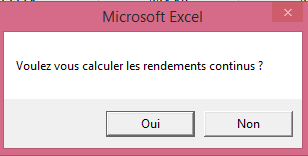 Microsoft Excel
Voulez vous calculer les rendements continus ?
Oui
Non